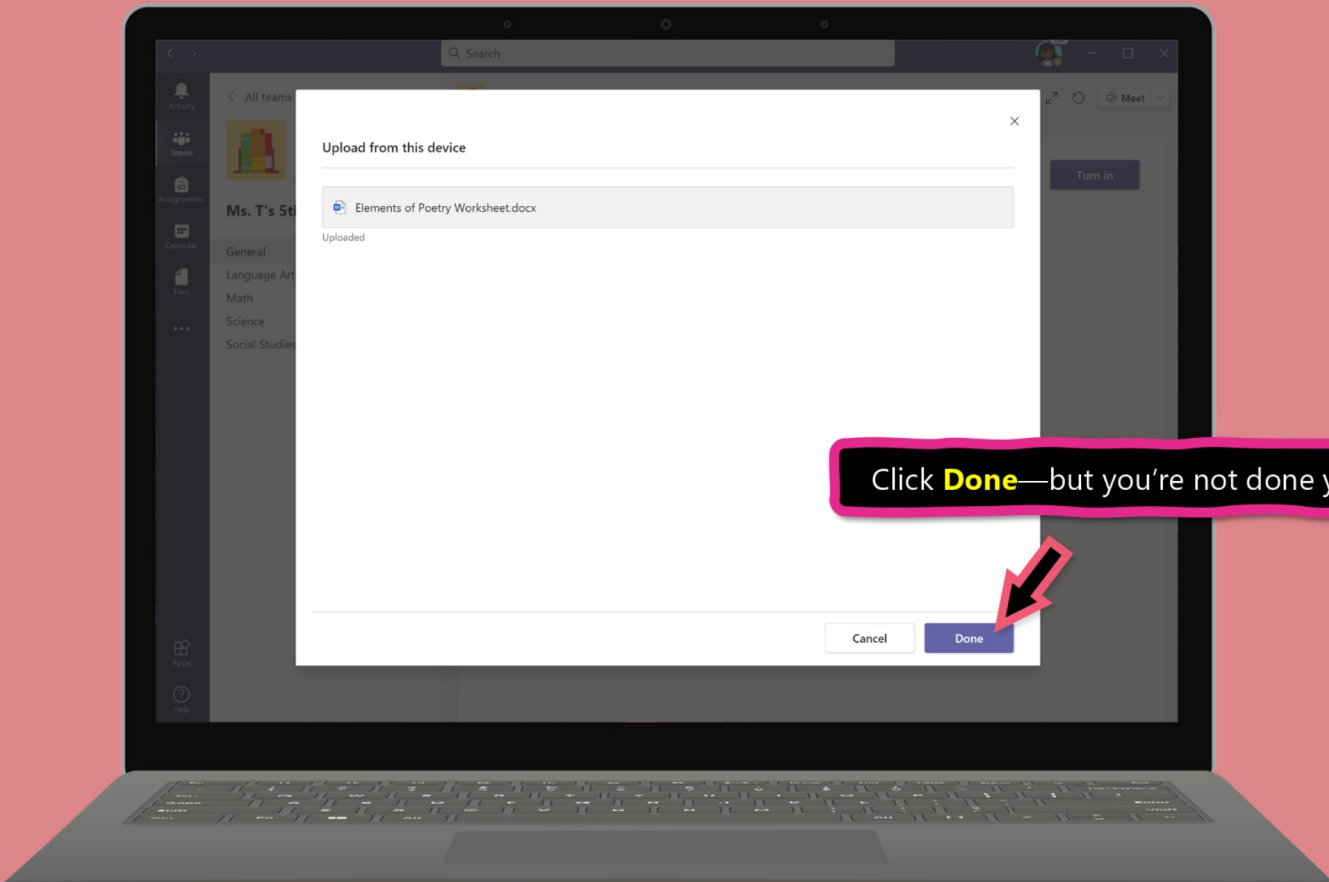 Search
Activity
All teams
Meet
Teams
Upload from this device
Turn in
Assignments
Elements of Poetry Worksheet.docx
Ms. T's 5t
Uploaded
Calendar
General
Language Art
Files
Math
Science
Social Studies
Click Done—but you're not done
Cancel
Done
Apps
Help